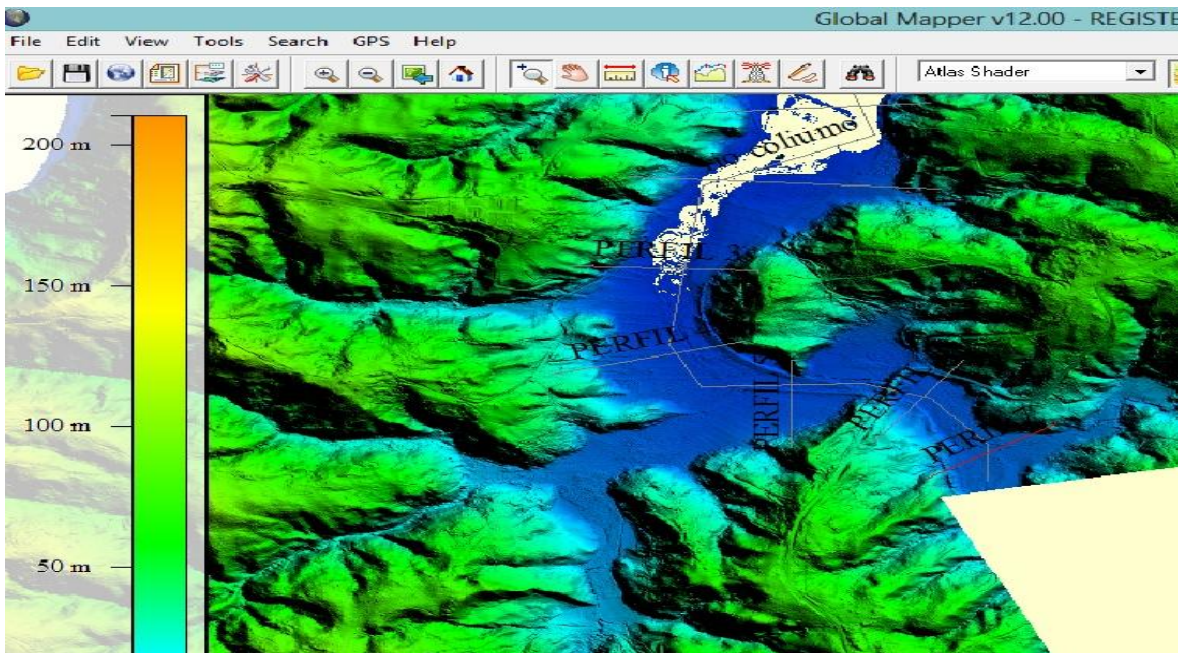 Global Mapper v12.00 - REGISTE
File Edit View Tools Search GPS Help
Atlas Shader
200 m
150 m
100 m
50 m
coliumo
PERFIL 3
PERFIL
PERFIL
PERFIL
PERF